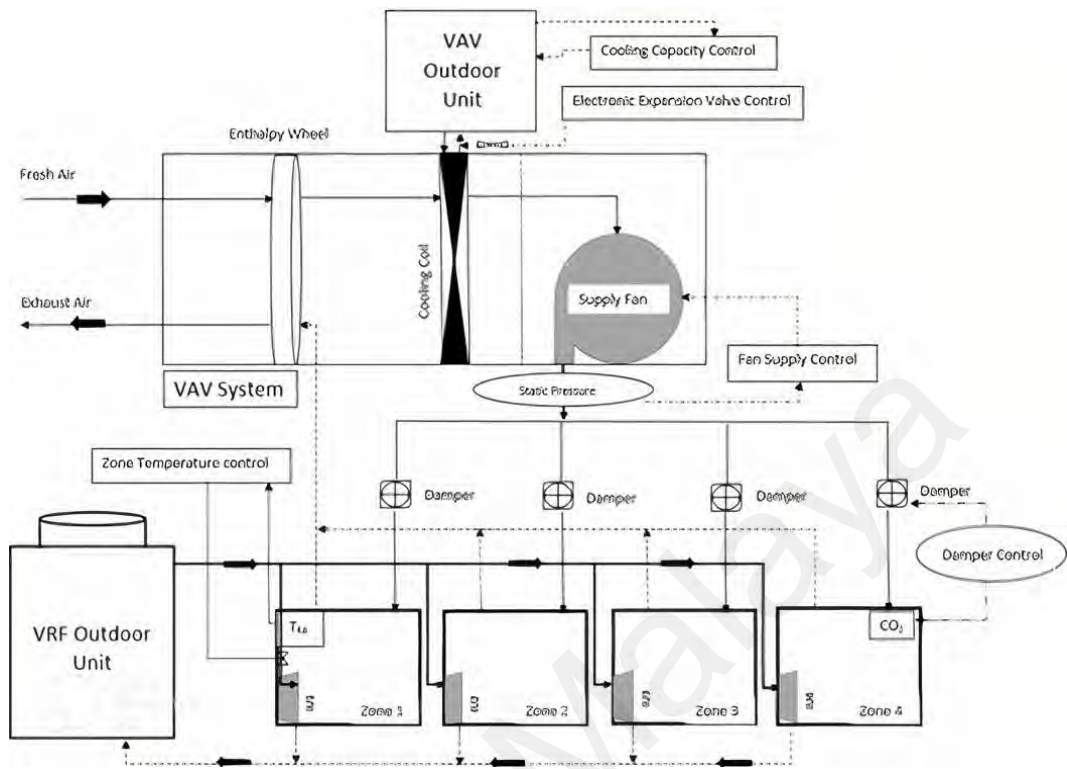 VAV
Outdoor
Unit
Cooling Capacity Control
Electronic Expansion Valve Control
Enthalpy Wheel
Fresh Air
Cooling Coil
Supply Fan
Exhaust Air
Fan Supply Control
VAV System
Static Pressure
Zone Temperature control
Damper
Damper
Damper
Damper
Damper Control
VRF Outdoor
Unit
CO₂
Zone 1
Zone 2
Zone 3
Zone 4
Malaya